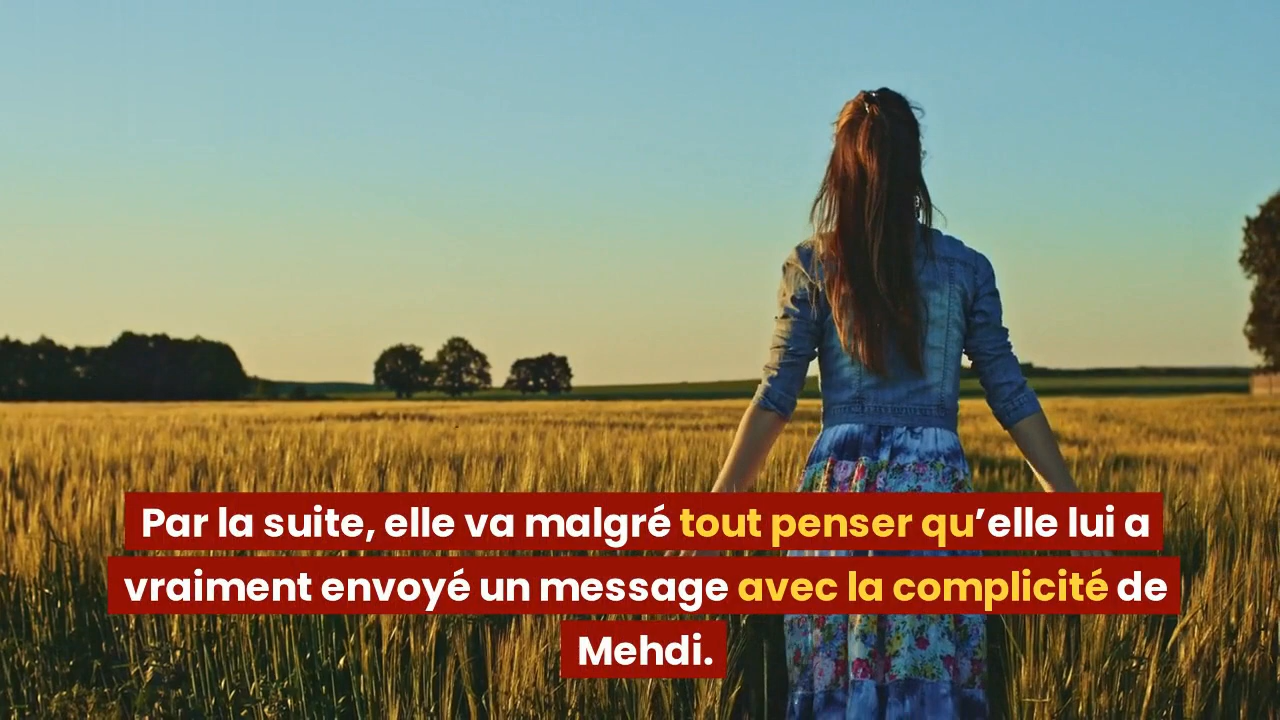 Par la suite, elle va malgré tout penser qu’elle lui a
vraiment envoyé un message avec la complicité de
Mehdi.